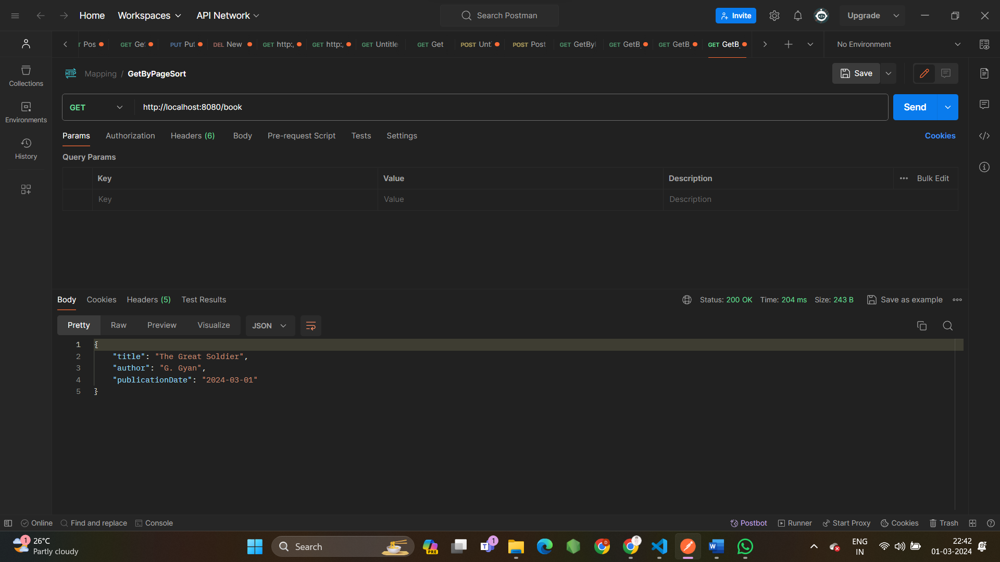 Home Workspaces API Network Search Postman Invite Upgrade
T Pos GET Ge PUT Pu DEL New GET http:/ GET http:/ GET Untitle GET Get POST Unt POST Post GET GetByI GET GetB GET GetB GET GetB No Environment
HTTP Mapping / GetByPageSort Save
Collections
GET http://localhost:8080/book Send
Environments
Params Authorization Headers (6) Body Pre-request Script Tests Settings Cookies
History
Query Params
Key Value Description ••• Bulk Edit
Key Value Description
Body Cookies Headers (5) Test Results Status: 200 OK Time: 204 ms Size: 243 B Save as example
Pretty Raw Preview Visualize JSON
1 {
2 "title": "The Great Soldier",
3 "author": "G. Gyan",
4 "publicationDate": "2024-03-01"
5 }
Online Find and replace Console Postbot Runner Start Proxy Cookies Trash
1 26°C
Partly cloudy
Search
PRE
1
D
ENG
IN
22:42
01-03-2024